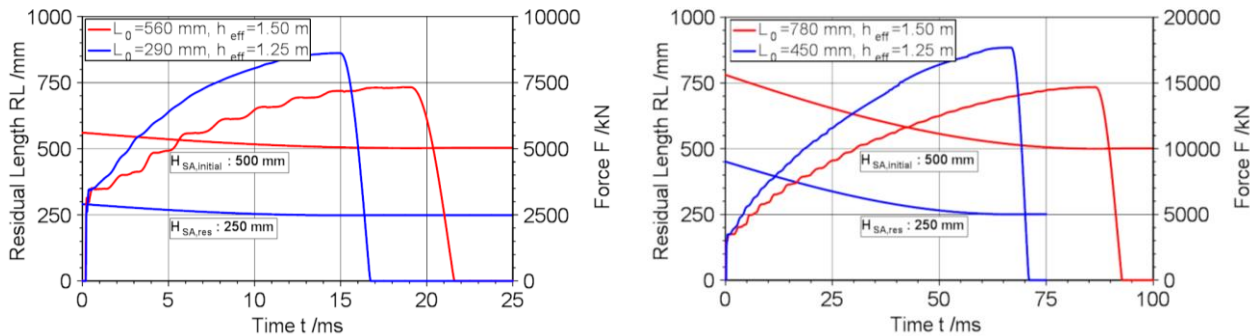 1000
750
500
250
0
Residual Length RL /mm
L0=560 mm, h eff=1.50 m
L0=290 mm, h eff=1.25 m
HSA,initial : 500 mm
HSA,res : 250 mm
10000
7500
5000
2500
0
Force F /kN
0 5 10 15 20 25
Time t /ms
1000
750
500
250
0
Residual Length RL /mm
L0=780 mm, h eff=1.50 m
L0=450 mm, h eff=1.25 m
HSA,initial : 500 mm
HSA,res : 250 mm
20000
15000
10000
5000
0
Force F /kN
0 25 50 75 100
Time t /ms